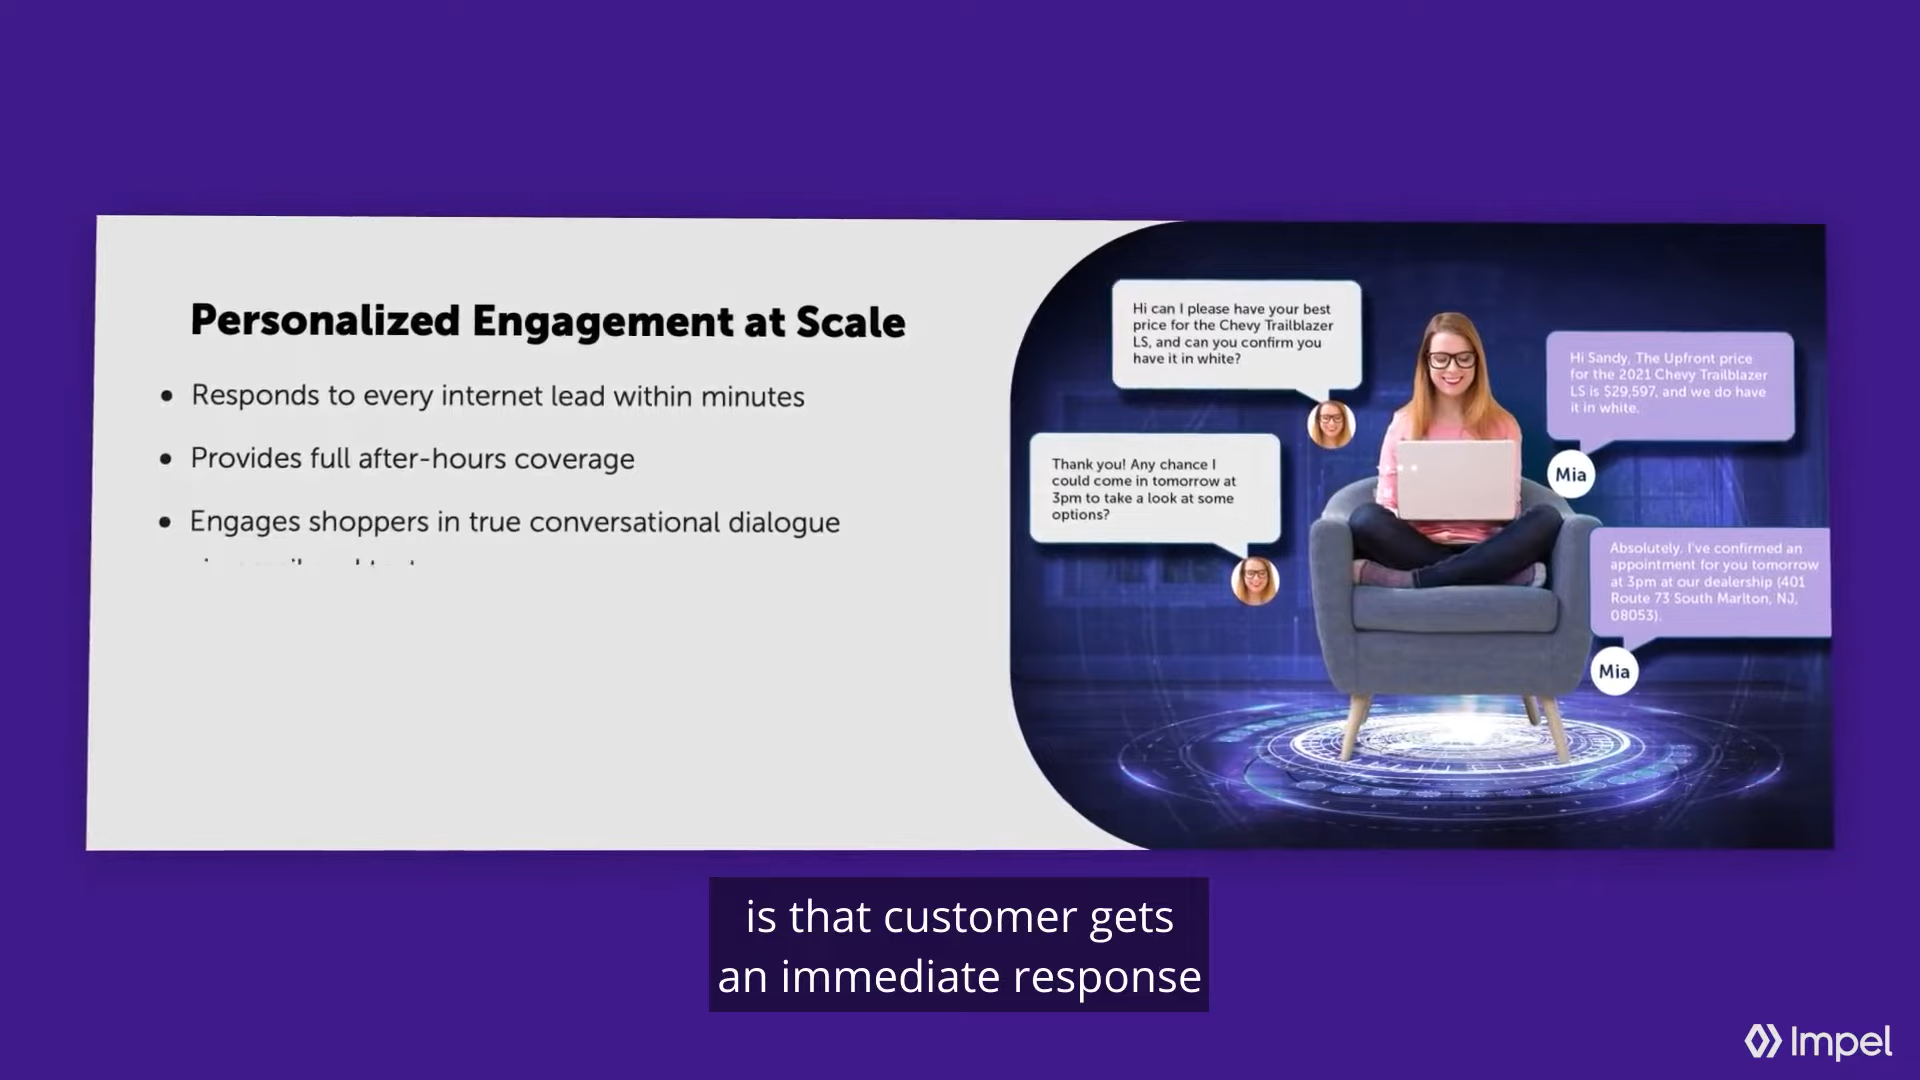 Personalized Engagement at Scale
• Responds to every internet lead within minutes
• Provides full after-hours coverage
• Engages shoppers in true conversational dialogue
Hi can I please have your best
price for the Chevy Trailblazer
LS, and can you confirm you
have it in white?
Hi Sandy, The Upfront price
for the 2021 Chevy Trailblazer
LS is $29,597, and we do have
it in white.
Mia
Thank you! Any chance I
could come in tomorrow at
3pm to take a look at some
options?
Absolutely. I've confirmed an
appointment for you tomorrow
at 3pm at our dealership (401
Route 73 South Marlton, NJ,
08053).
Mia
is that customer gets
an immediate response
Impel